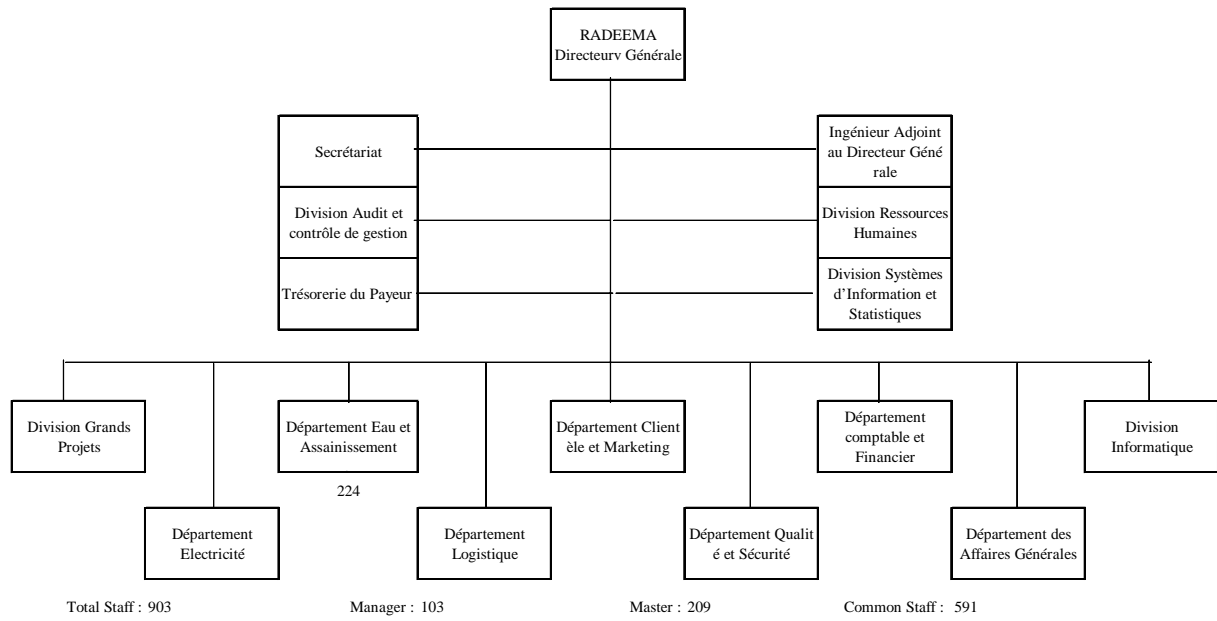 RADEEMA
Directeurv Générale
Secrétariat
Ingénieur Adjoint
au Directeur Géné
rale
Division Audit et
contrôle de gestion
Division Ressources
Humaines
Trésorerie du Payeur
Division Systèmes
d’Information et
Statistiques
Division Grands
Projets
Département Eau et
Assainissement
Département Client
èle et Marketing
Département
comptable et
Financier
Division
Informatique
224
Département
Electricité
Département
Logistique
Département Qualit
é et Sécurité
Département des
Affaires Générales
Total Staff : 903
Manager : 103
Master : 209
Common Staff : 591